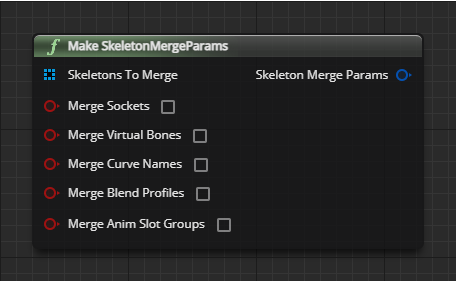 Make SkeletonMergeParams
Skeletons To Merge Skeleton Merge Params
Merge Sockets
Merge Virtual Bones
Merge Curve Names
Merge Blend Profiles
Merge Anim Slot Groups